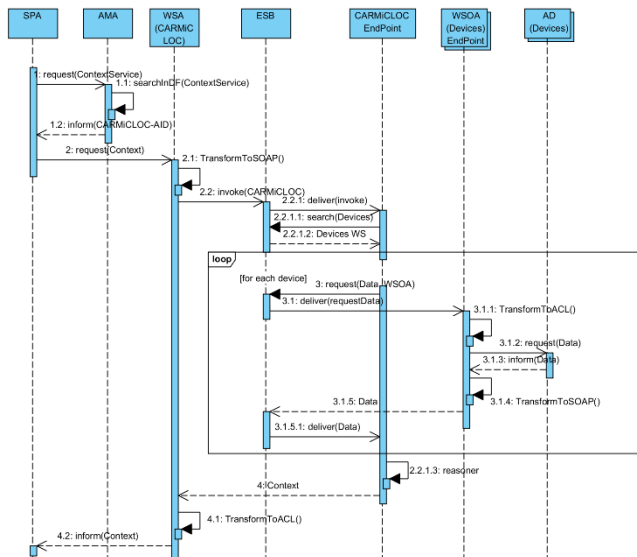 SPA
AMA
WSA
(CARMiC
LOC)
ESB
CARMiCLOC
EndPoint
WSOA
(Devices)
EndPoint
AD
(Devices)
1: request(ContextService)
1.1: searchInDF(ContextService)
1.2: inform(CARMiCLOC-AID)
2: request(Context)
2.1: TransformToSOAP()
2.2: invoke(CARMiCLOC)
2.2.1: deliver(invoke)
2.2.1.1: search(Devices)
2.2.1.2: Devices WS
loop
[for each device]
3: request(Data, WSOA)
3.1: deliver(requestData)
3.1.1: TransformToACL()
3.1.2: request(Data)
3.1.3: inform(Data)
3.1.4: TransformToSOAP()
3.1.5: Data
3.1.5.1: deliver(Data)
2.2.1.3: reasoner
4: Context
4.1: TransformToACL()
4.2: inform(Context)